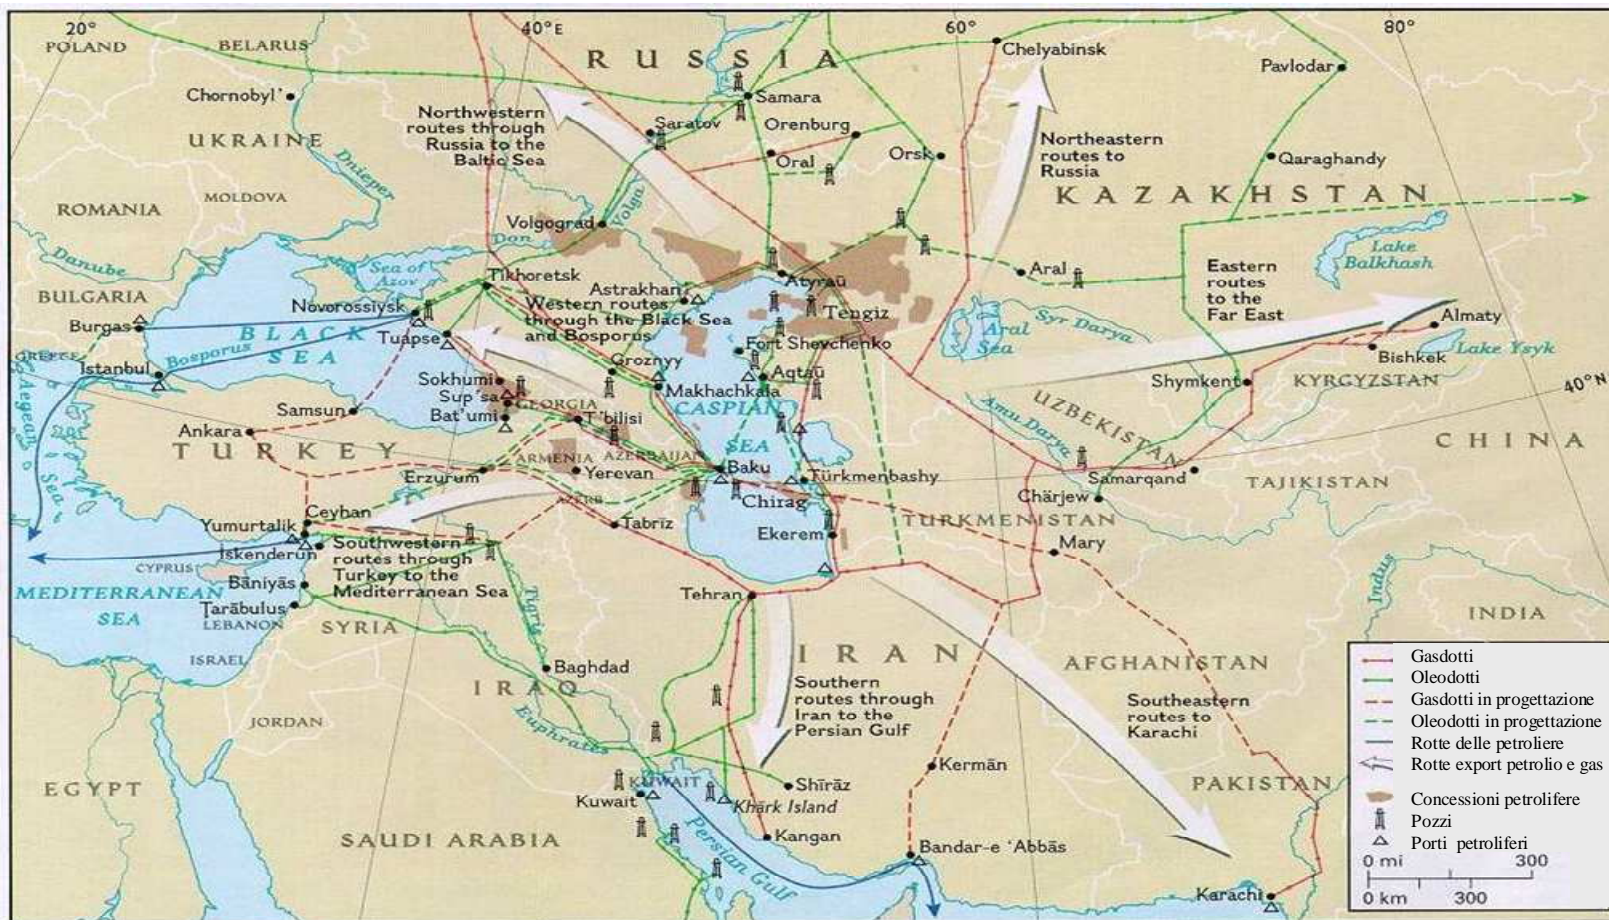 20°
40°E
60°
80°
POLAND
BELARUS
RUSSIA
Chelyabinsk
Pavlodar
Chornobyl'
Samara
Northwestern
routes through
Russia to the
Baltic Sea
Saratov
Orenburg
Northeastern
routes to
Russia
UKRAINE
Dnieper
Oral
Orsk
Qaraghandy
KAZAKHSTAN
ROMANIA
MOLDOVA
Volgograd
Volga
Don
Danube
Sea of
Azov
Tikhoretsk
Astrakhan
Atyraū
Aral
Lake
Balkhash
Eastern
routes
to the
Far East
BULGARIA
Novorossiysk
Western routes
through the Black Sea
and Bosporus
Tengiz
Burgas
BLACK
SEA
Tuapse
Fort Shevchenko
Aral
Sea
Syr Darya
Almaty
GREECE
Bosporus
Istanbul
Groznyy
Bishkek
Lake Ysyk
Sokhumi
Makhachkala
Aqtaū
Shymkent
KYRGYZSTAN
40°N
Aegean
Sea
Samsun
Sup'sa
GEORGIA
Bat'umi
T'bilisi
CASPIAN
SEA
Amu Darya
UZBEKISTAN
CHINA
Ankara
TURKEY
ARMENIA
AZERBAIJAN
Erzurum
Yerevan
Baku
Türkmenbashy
Samarqand
TAJIKISTAN
AZERB.
Chirag
Chärjew
Ceyhan
Yumurtalik
Tabrīz
Ekerem
TURKMENISTAN
Mary
İskenderun
Southwestern
routes through
Turkey to the
Mediterranean Sea
CYPRUS
Bāniyās
MEDITERRANEAN
SEA
Ţarābulus
LEBANON
Tigris
Tehran
Indus
INDIA
SYRIA
ISRAEL
Baghdad
IRAN
AFGHANISTAN
IRAQ
Southern
routes through
Iran to the
Persian Gulf
Southeastern
routes to
Karachi
JORDAN
Euphrates
Kermān
EGYPT
KUWAIT
Kuwait
Shīrāz
Khārk Island
PAKISTAN
SAUDI ARABIA
Persian Gulf
Kangan
Bandar-e 'Abbās
Karachi
Gasdotti
Oleodotti
Gasdotti in progettazione
Oleodotti in progettazione
Rotte delle petroliere
Rotte export petrolio e gas
Concessioni petrolifere
Pozzi
Porti petroliferi
0 mi 300
0 km 300